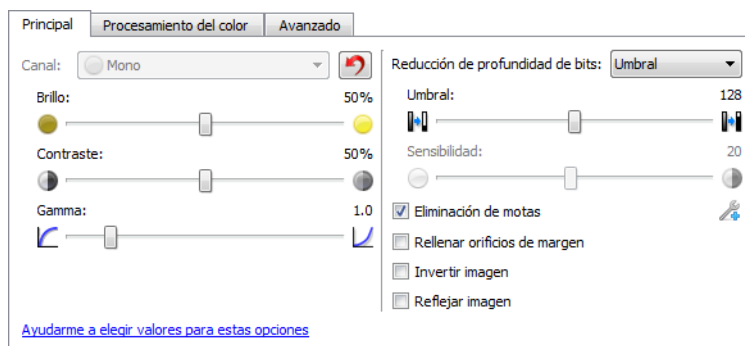 Principal Procesamiento del color Avanzado
Canal: Mono
Brillo: 50%
Contraste: 50%
Gamma: 1.0
Ayudarme a elegir valores para estas opciones
Reducción de profundidad de bits: Umbral
Umbral: 128
Sensibilidad: 20
Eliminación de motas
Rellenar orificios de margen
Invertir imagen
Reflejar imagen